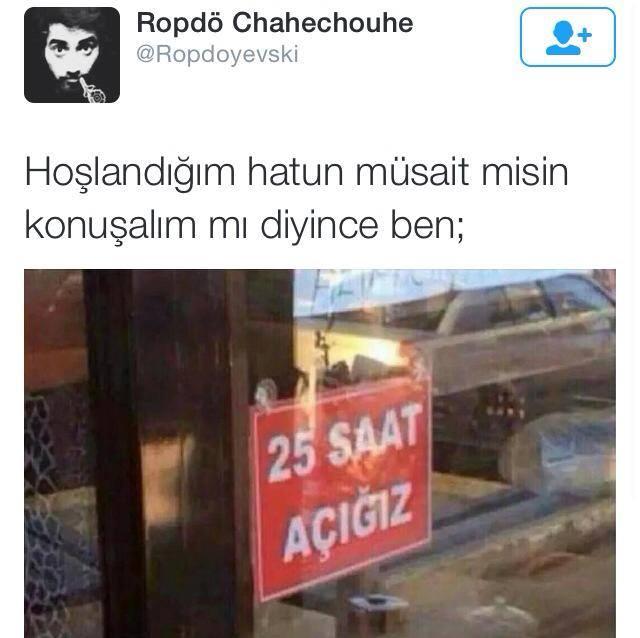 Ropdö Chahechouhe
@Ropdoyevski
Hoşlandığım hatun müsait misin
konuşalım mı diyince ben;
25 SAAT
AÇIĞIZ